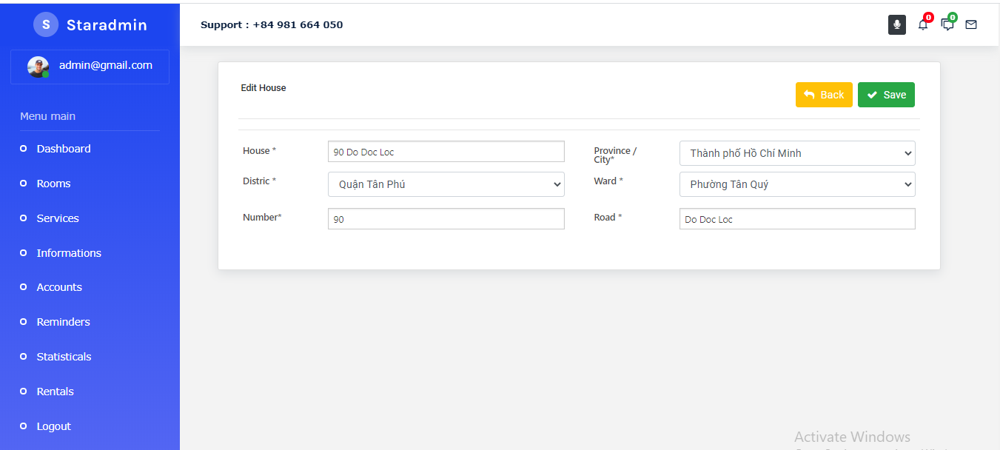 S Staradmin
Support : +84 981 664 050
0
0
admin@gmail.com
Menu main
Dashboard
Rooms
Services
Informations
Accounts
Reminders
Statisticals
Rentals
Logout
Edit House
Back
Save
House *
90 Do Doc Loc
Province /
City*
Thành phố Hồ Chí Minh
Distric *
Quận Tân Phú
Ward *
Phường Tân Quý
Number*
90
Road *
Do Doc Loc
Activate Windows